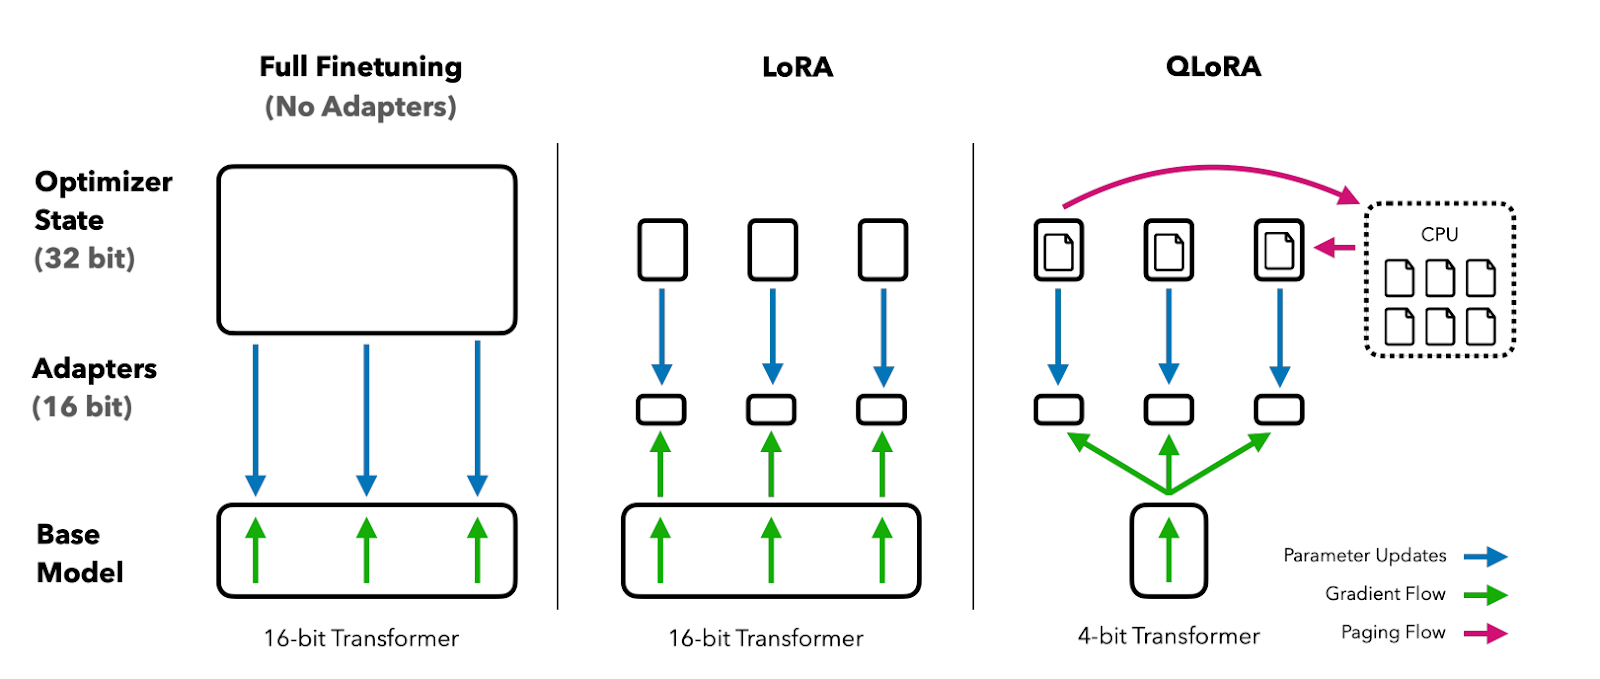 Full Finetuning
(No Adapters)
LoRA
QLoRA
Optimizer
State
(32 bit)
CPU
Adapters
(16 bit)
Base
Model
Parameter Updates
Gradient Flow
Paging Flow
16-bit Transformer
16-bit Transformer
4-bit Transformer